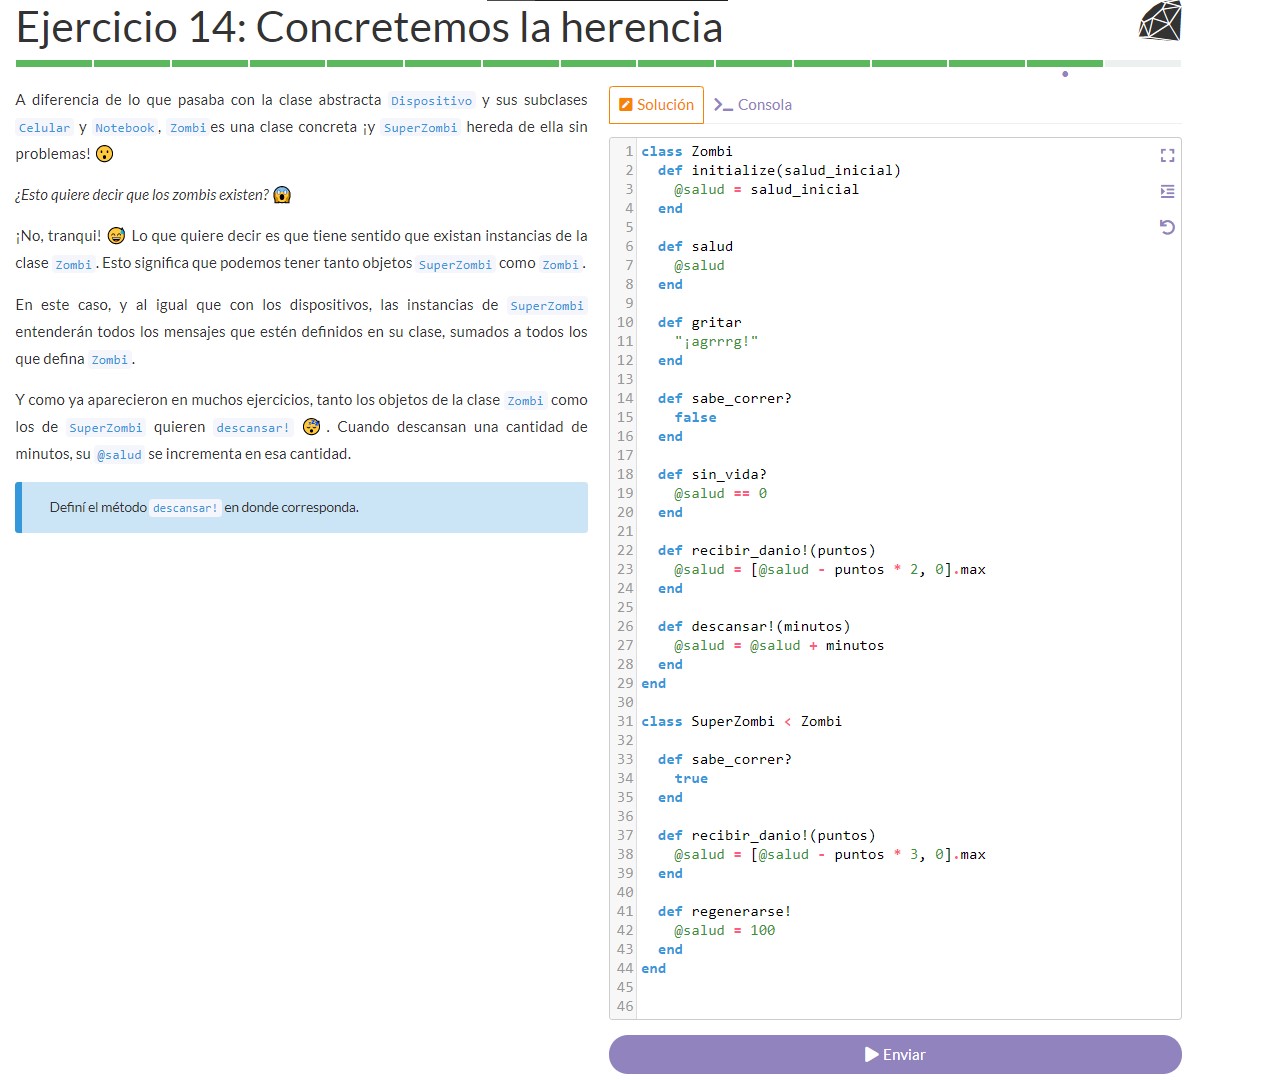 Ejercicio 14: Concretemos la herencia
A diferencia de lo que pasaba con la clase abstracta Dispositivo y sus subclases
Celular y Notebook, Zombi es una clase concreta ¡y SuperZombi hereda de ella sin
problemas! 😮
¿Esto quiere decir que los zombis existen? 😱
¡No, tranqui! 😅 Lo que quiere decir es que tiene sentido que existan instancias de la
clase Zombi. Esto significa que podemos tener tanto objetos SuperZombi como Zombi.
En este caso, y al igual que con los dispositivos, las instancias de SuperZombi
entenderán todos los mensajes que estén definidos en su clase, sumados a todos los
que defina Zombi.
Y como ya aparecieron en muchos ejercicios, tanto los objetos de la clase Zombi como
los de SuperZombi quieren descansar! 😴. Cuando descansan una cantidad de
minutos, su @salud se incrementa en esa cantidad.
Definí el método descansar! en donde corresponda.
Solución Consola
1 class Zombi
2 def initialize(salud_inicial)
3 @salud = salud_inicial
4 end
5
6 def salud
7 @salud
8 end
9
10 def gritar
11 "¡agrrrg!"
12 end
13
14 def sabe_correr?
15 false
16 end
17
18 def sin_vida?
19 @salud == 0
20 end
21
22 def recibir_danio!(puntos)
23 @salud = [@salud - puntos * 2, 0].max
24 end
25
26 def descansar!(minutos)
27 @salud = @salud + minutos
28 end
29 end
30
31 class SuperZombi < Zombi
32
33 def sabe_correr?
34 true
35 end
36
37 def recibir_danio!(puntos)
38 @salud = [@salud - puntos * 3, 0].max
39 end
40
41 def regenerarse!
42 @salud = 100
43 end
44 end
45
46
Enviar